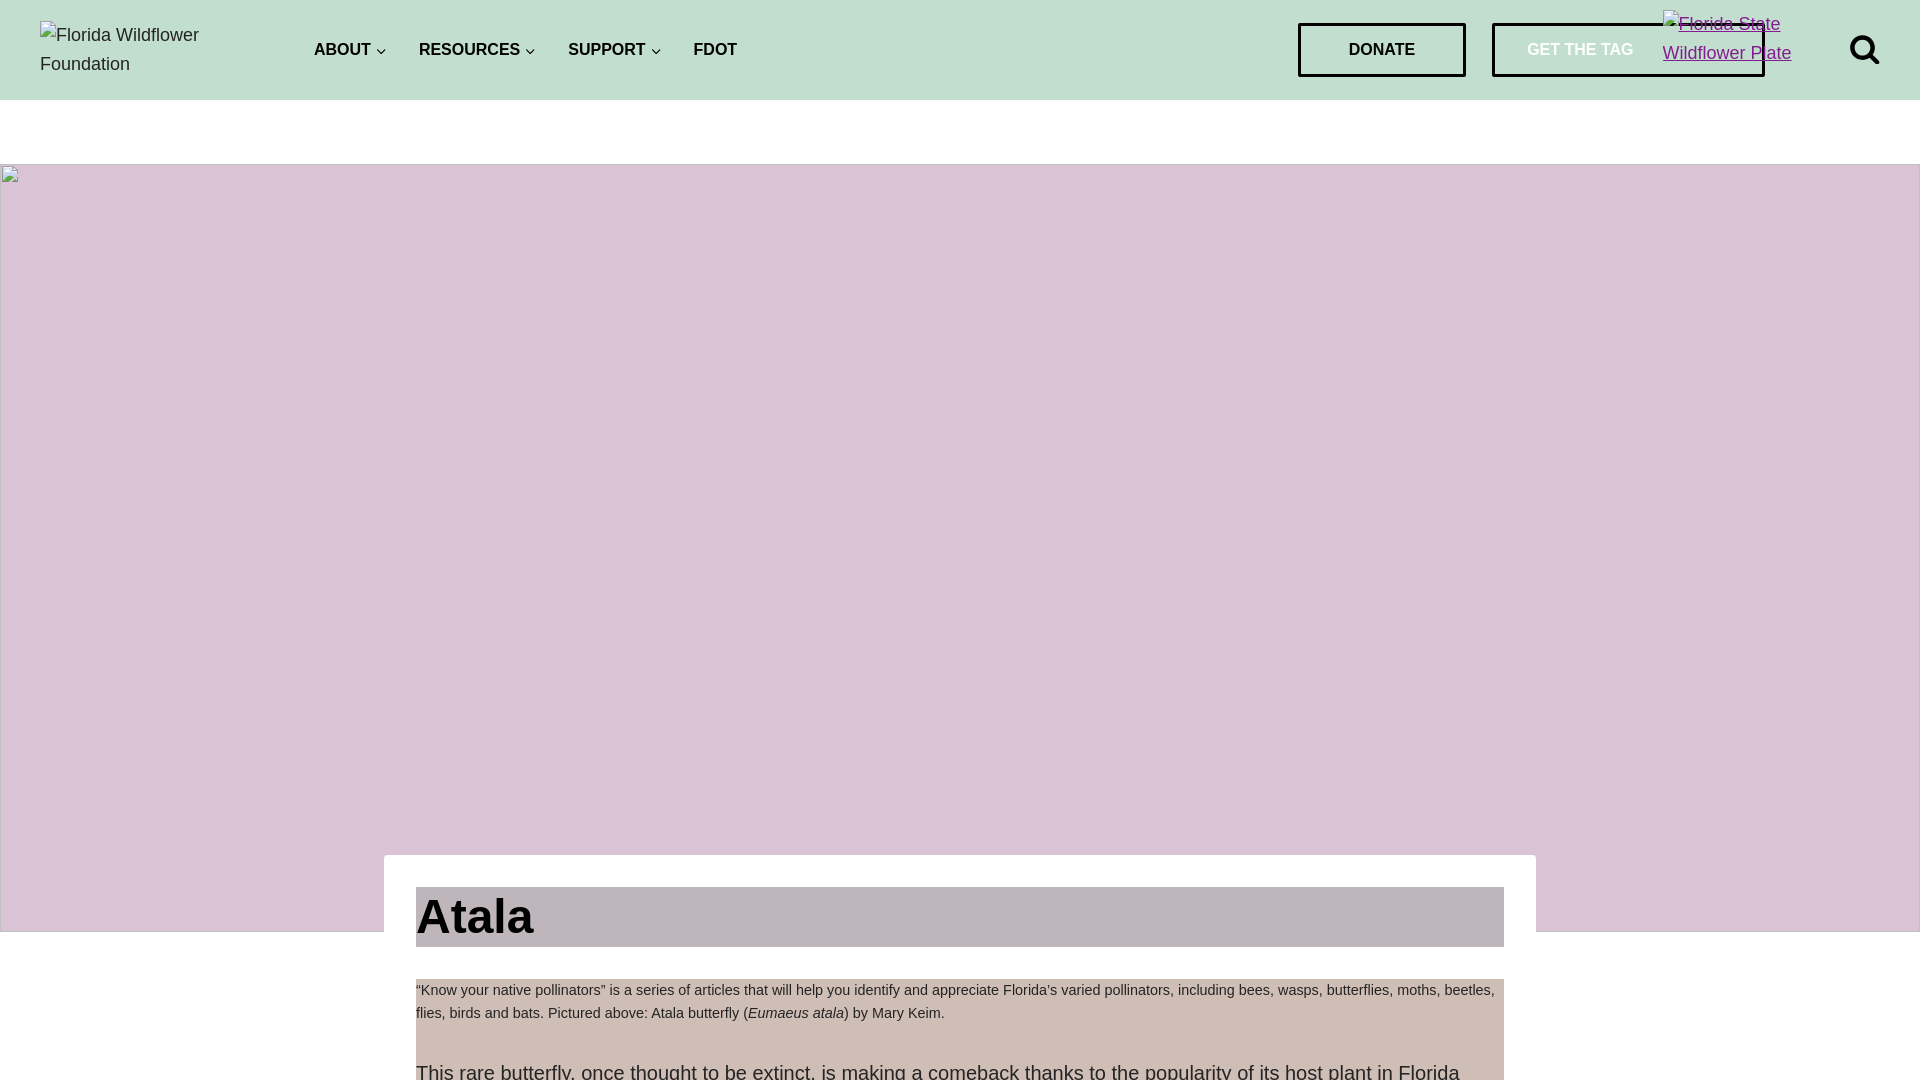 Florida Wildflower
Foundation
ABOUT
RESOURCES
SUPPORT
FDOT
DONATE
GET THE TAG
Florida State
Wildflower Plate
Atala
“Know your native pollinators” is a series of articles that will help you identify and appreciate Florida’s varied pollinators, including bees, wasps, butterflies, moths, beetles,
flies, birds and bats. Pictured above: Atala butterfly (Eumaeus atala) by Mary Keim.
This rare butterfly, once thought to be extinct, is making a comeback thanks to the popularity of its host plant in Florida